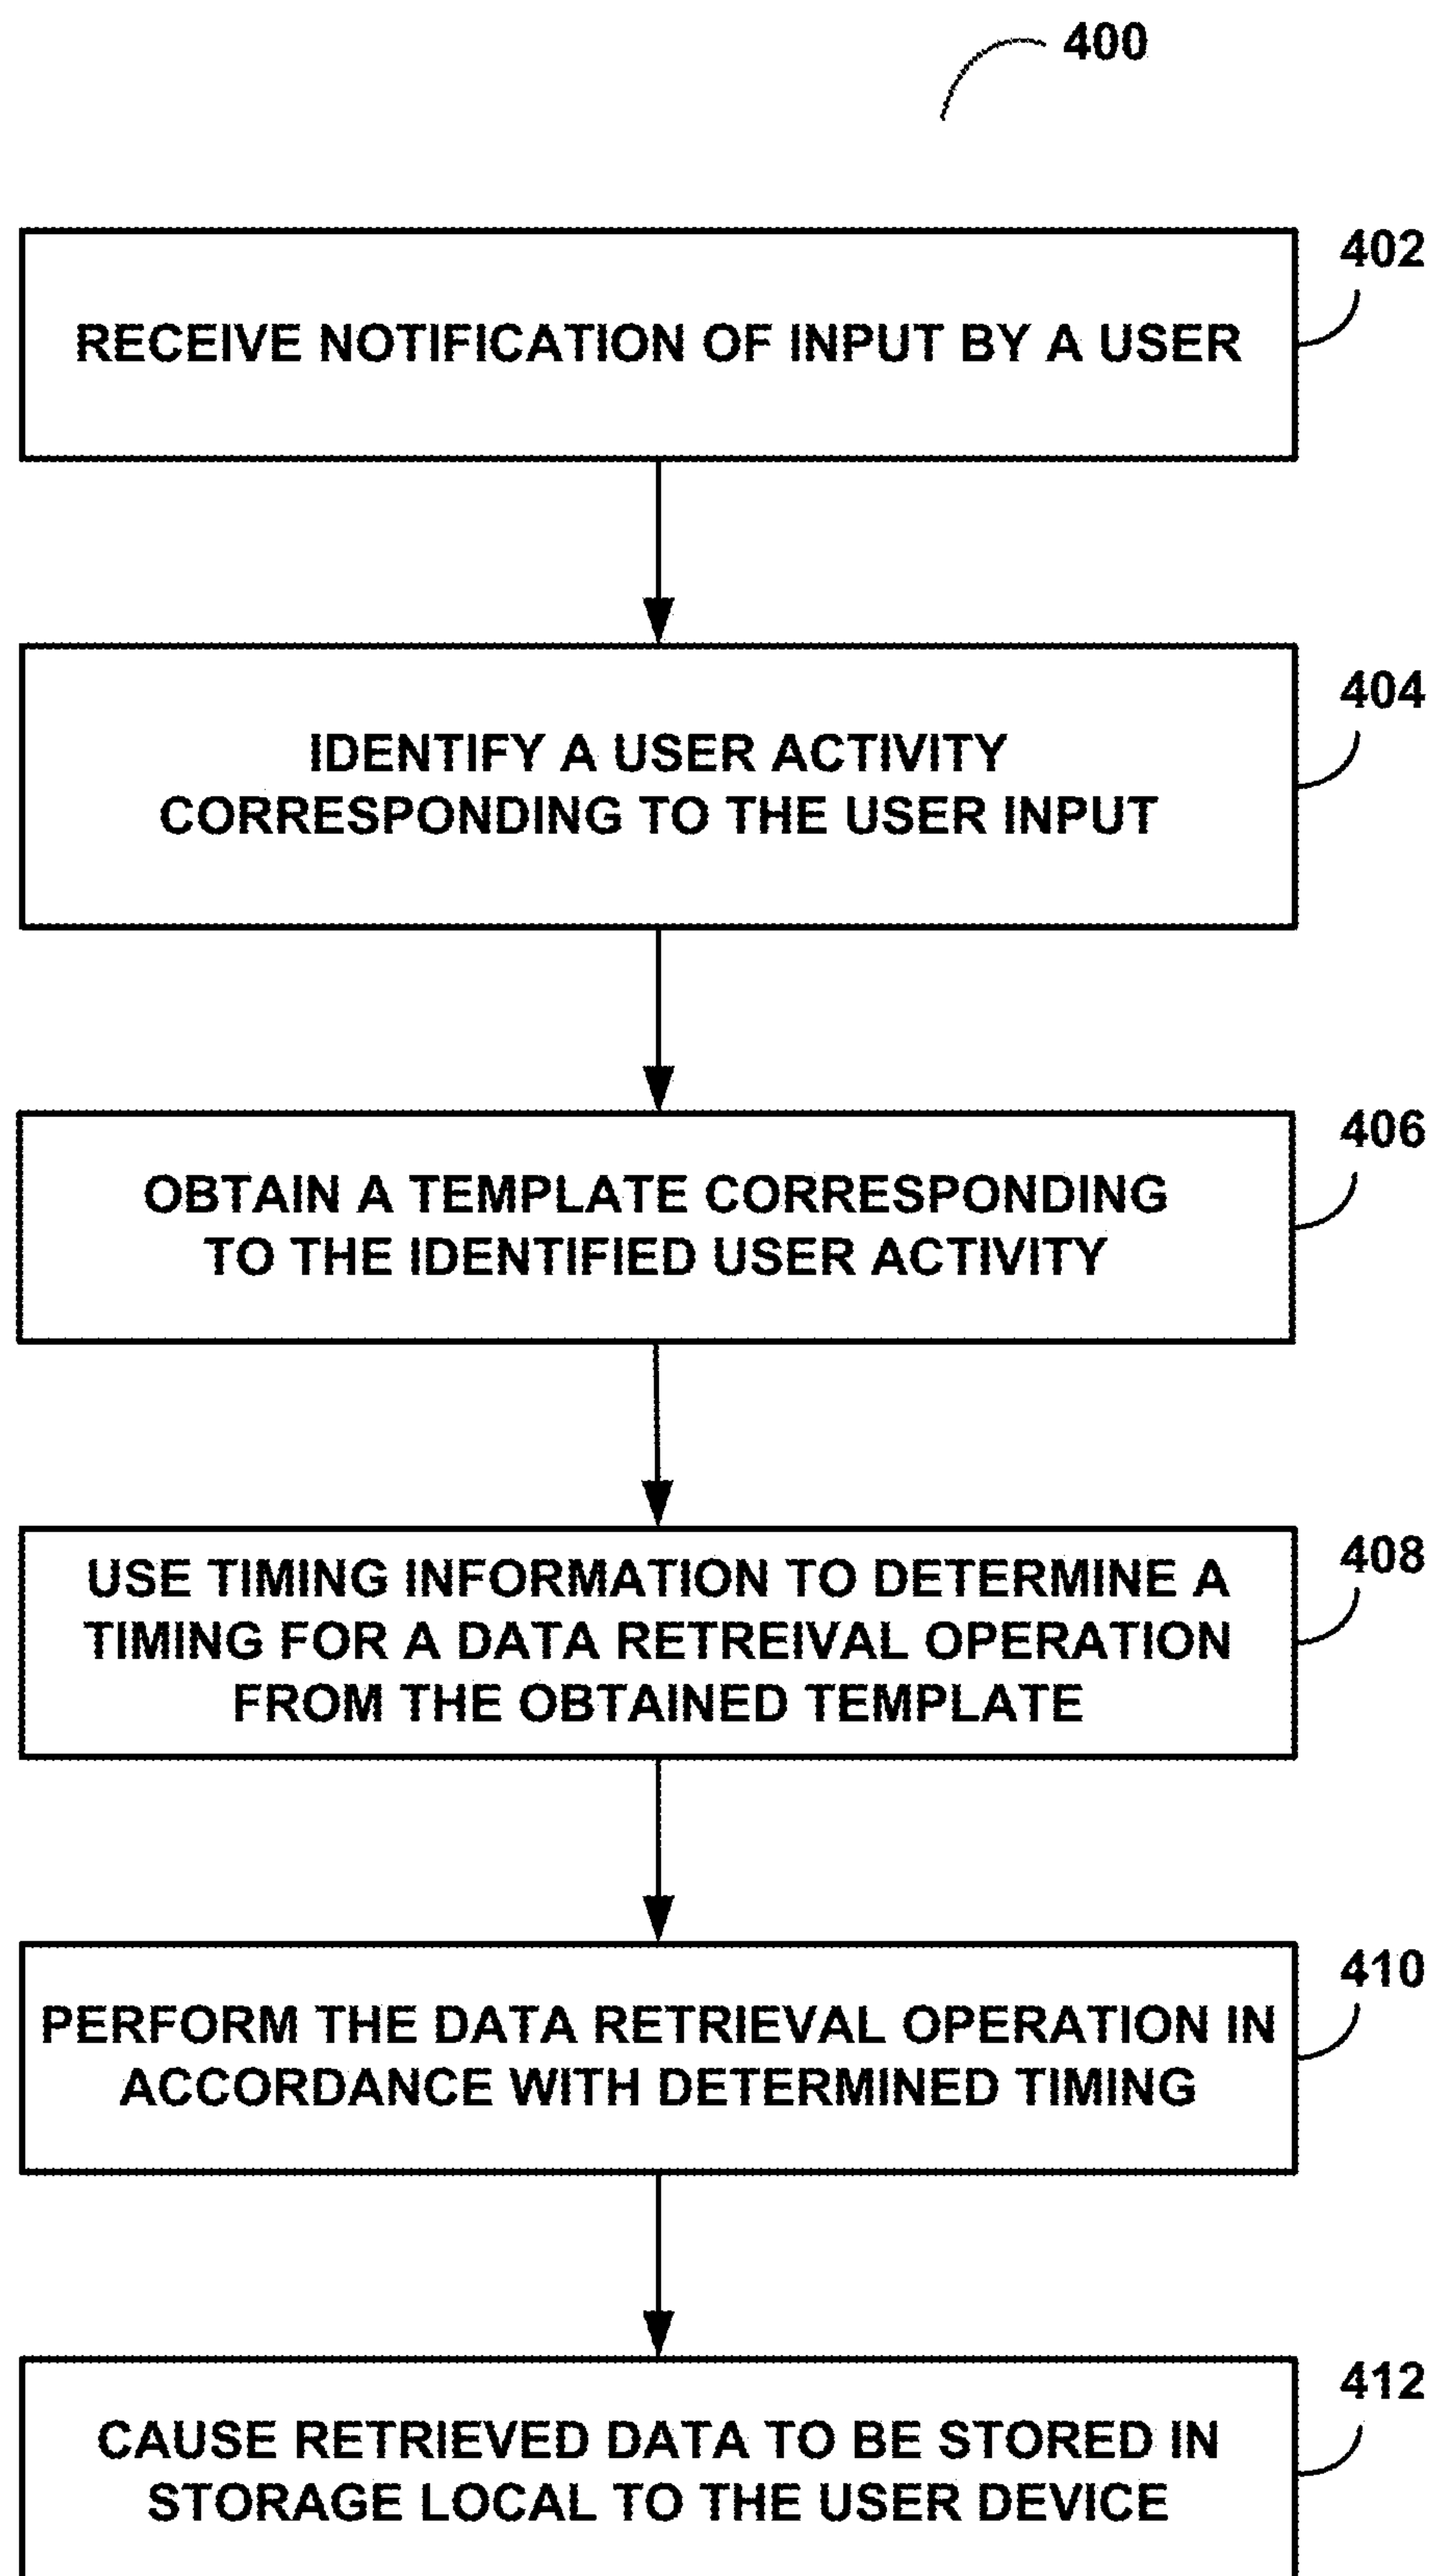 400
402
RECEIVE NOTIFICATION OF INPUT BY A USER
404
IDENTIFY A USER ACTIVITY
CORRESPONDING TO THE USER INPUT
406
OBTAIN A TEMPLATE CORRESPONDING
TO THE IDENTIFIED USER ACTIVITY
408
USE TIMING INFORMATION TO DETERMINE A
TIMING FOR A DATA RETREIVAL OPERATION
FROM THE OBTAINED TEMPLATE
410
PERFORM THE DATA RETRIEVAL OPERATION IN
ACCORDANCE WITH DETERMINED TIMING
412
CAUSE RETRIEVED DATA TO BE STORED IN
STORAGE LOCAL TO THE USER DEVICE